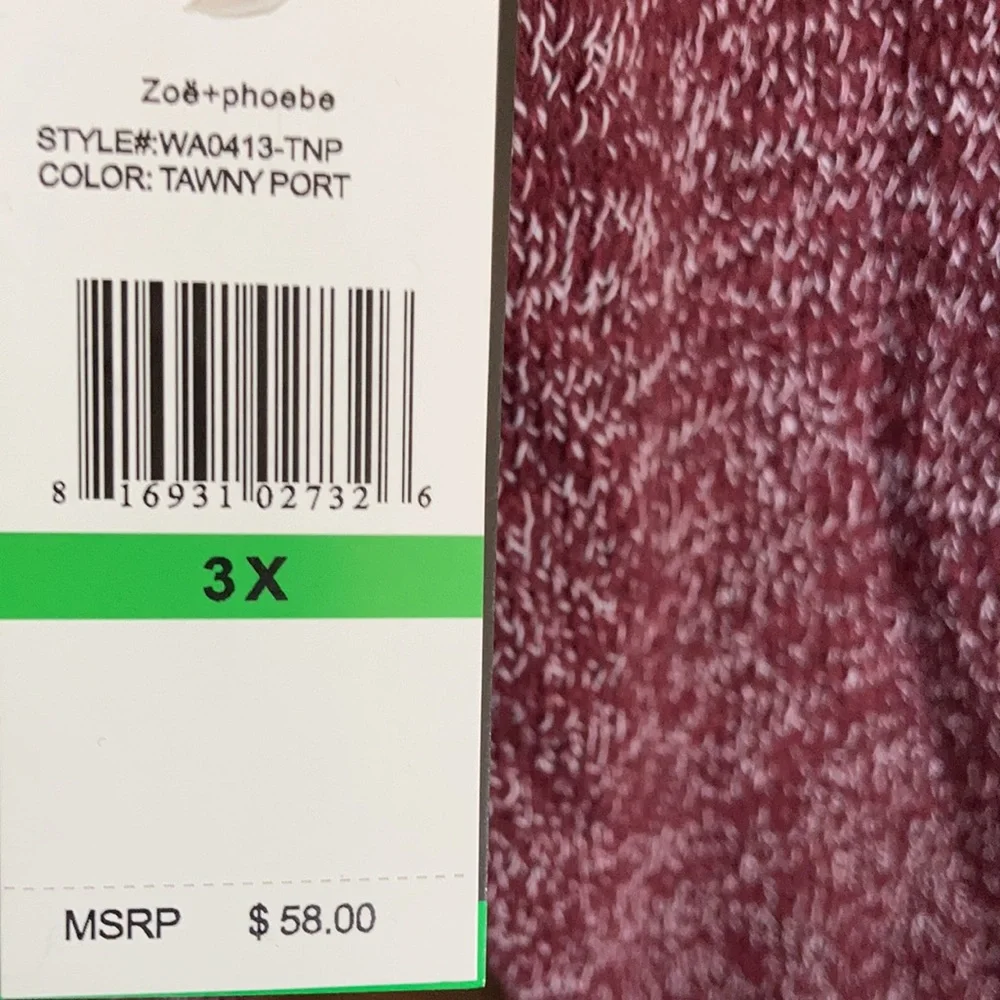 Zoë+phoebe
STYLE#:WA0413-TNP
COLOR: TAWNY PORT
8 16931 02732 6
3X
MSRP $ 58.00